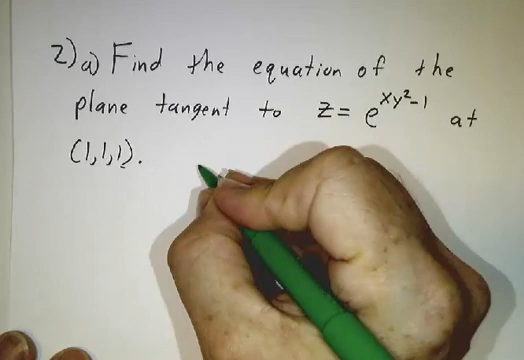 2) a) Find the equation of the
plane tangent to z = e^{xy²-1} at
(1,1,1).